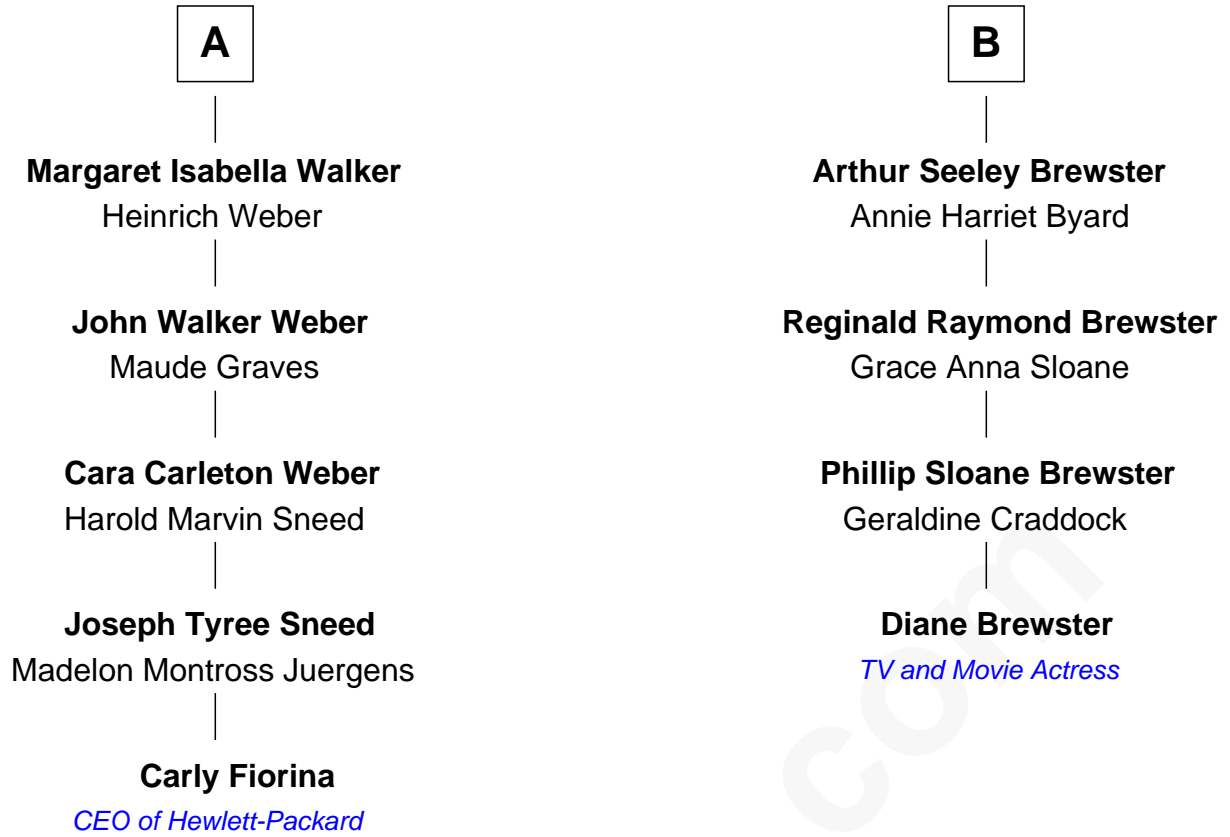 A
Margaret Isabella Walker
Heinrich Weber
John Walker Weber
Maude Graves
Cara Carleton Weber
Harold Marvin Sneed
Joseph Tyree Sneed
Madelon Montross Juergens
Carly Fiorina
CEO of Hewlett-Packard
B
Arthur Seeley Brewster
Annie Harriet Byard
Reginald Raymond Brewster
Grace Anna Sloane
Phillip Sloane Brewster
Geraldine Craddock
Diane Brewster
TV and Movie Actress
com